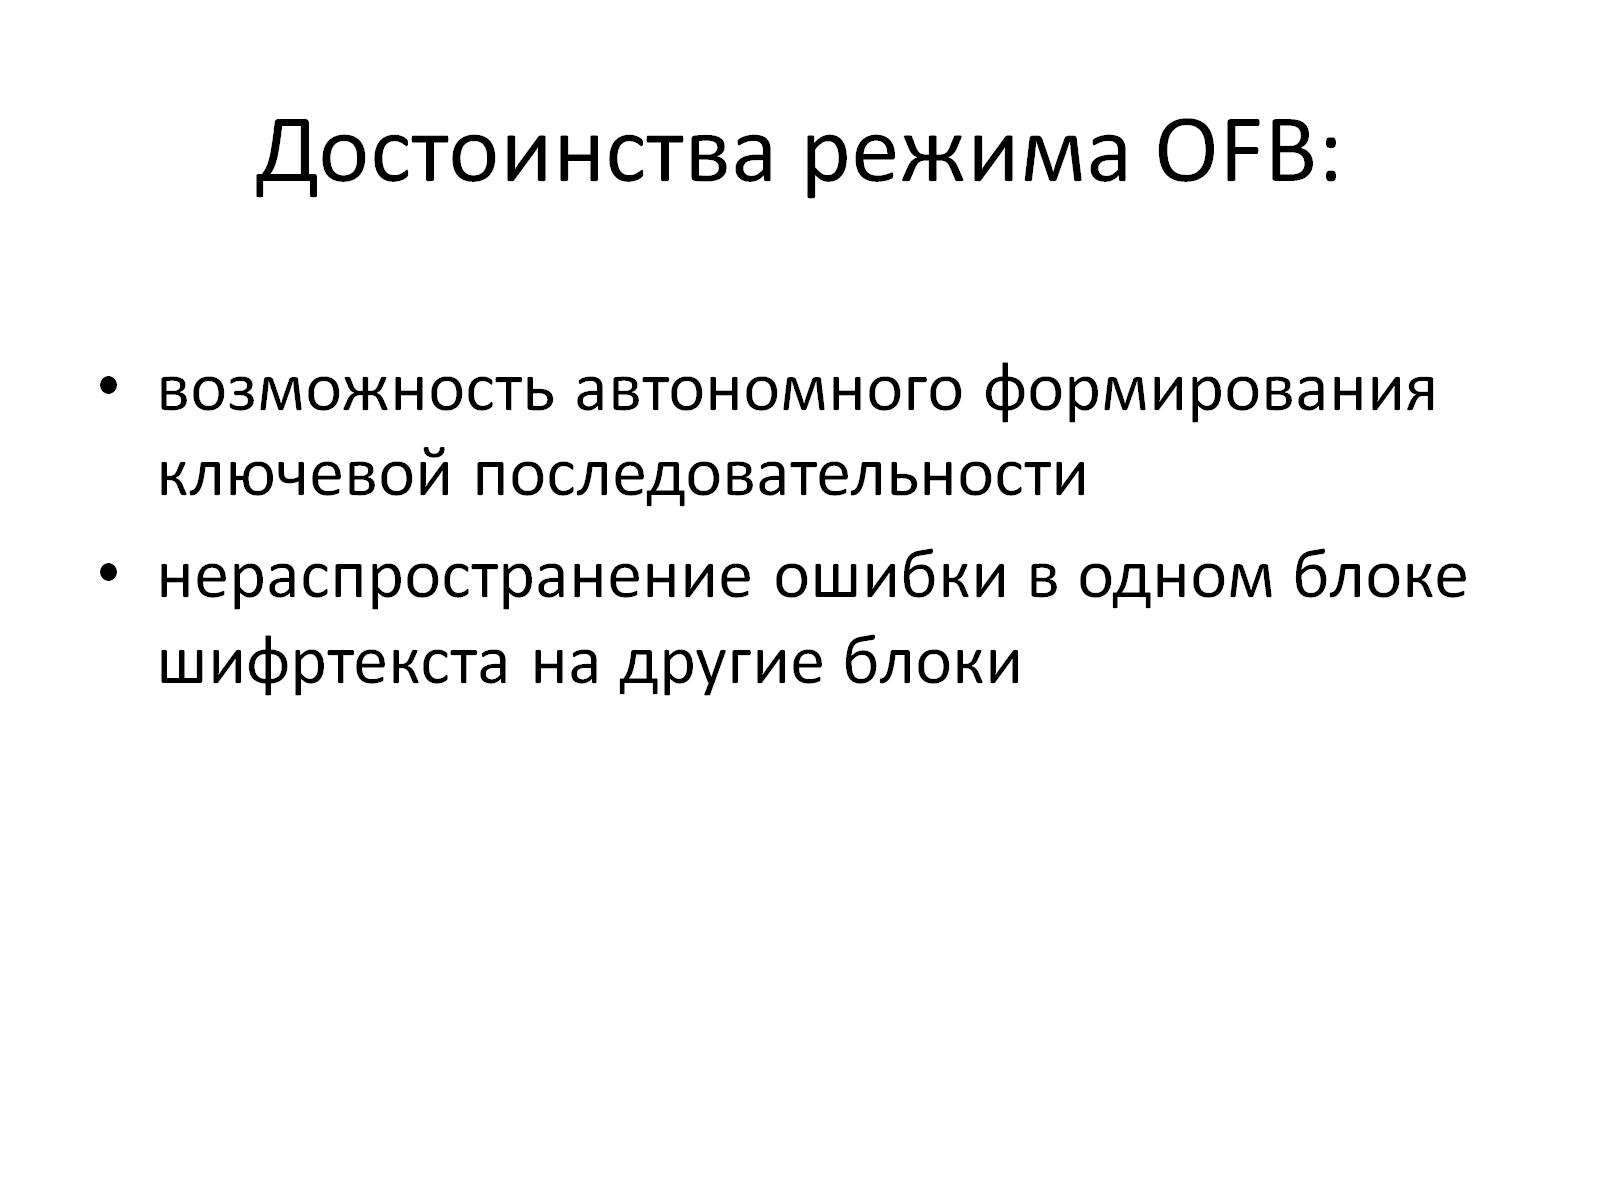 Достоинства режима OFB:
• возможность автономного формирования
ключевой последовательности
• нераспространение ошибки в одном блоке
шифртекста на другие блоки